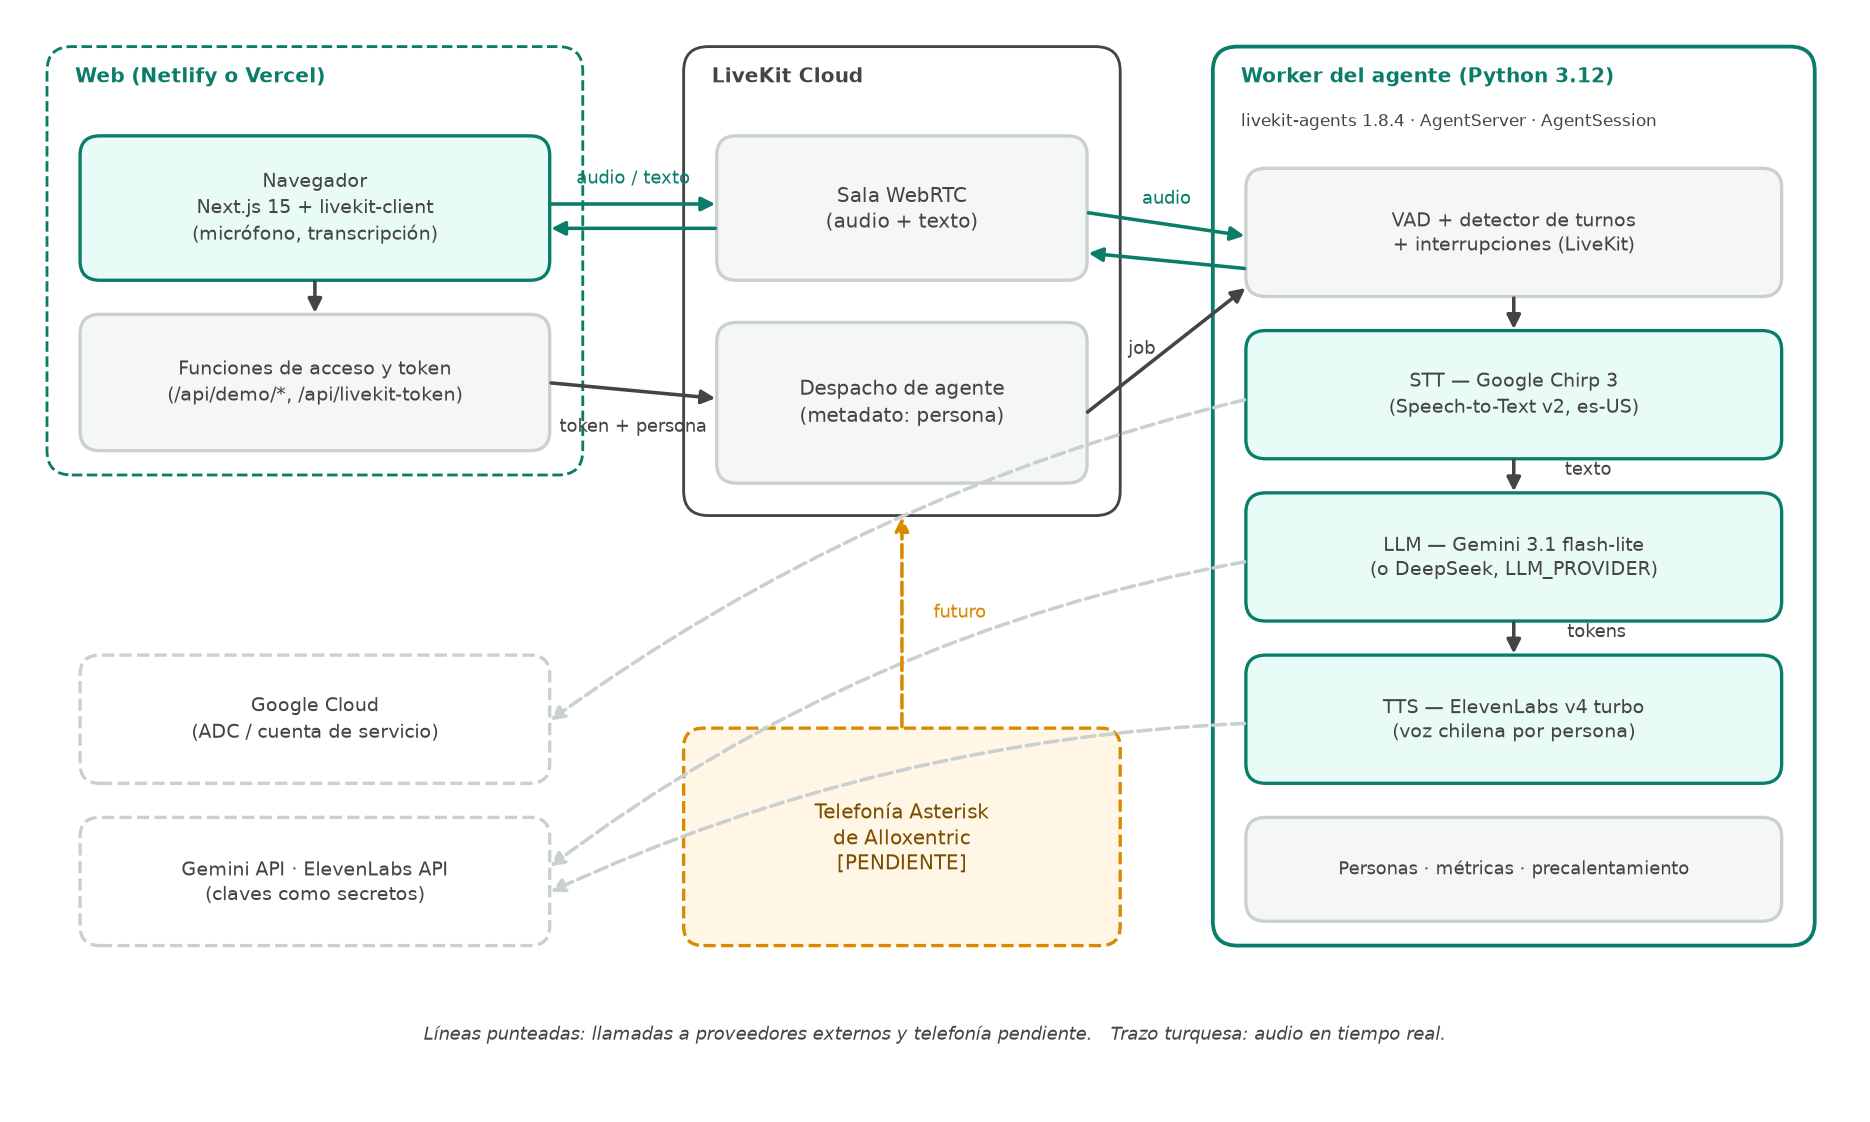 Web (Netlify o Vercel)
Navegador
Next.js 15 + livekit-client
(micrófono, transcripción)
Funciones de acceso y token
(/api/demo/*, /api/livekit-token)
audio / texto
token + persona
LiveKit Cloud
Sala WebRTC
(audio + texto)
Despacho de agente
(metadato: persona)
audio
job
Worker del agente (Python 3.12)
livekit-agents 1.8.4 · AgentServer · AgentSession
VAD + detector de turnos
+ interrupciones (LiveKit)
STT — Google Chirp 3
(Speech-to-Text v2, es-US)
texto
LLM — Gemini 3.1 flash-lite
(o DeepSeek, LLM_PROVIDER)
tokens
TTS — ElevenLabs v4 turbo
(voz chilena por persona)
Personas · métricas · precalentamiento
futuro
Google Cloud
(ADC / cuenta de servicio)
Gemini API · ElevenLabs API
(claves como secretos)
Telefonía Asterisk
de Alloxentric
[PENDIENTE]
Líneas punteadas: llamadas a proveedores externos y telefonía pendiente.   Trazo turquesa: audio en tiempo real.